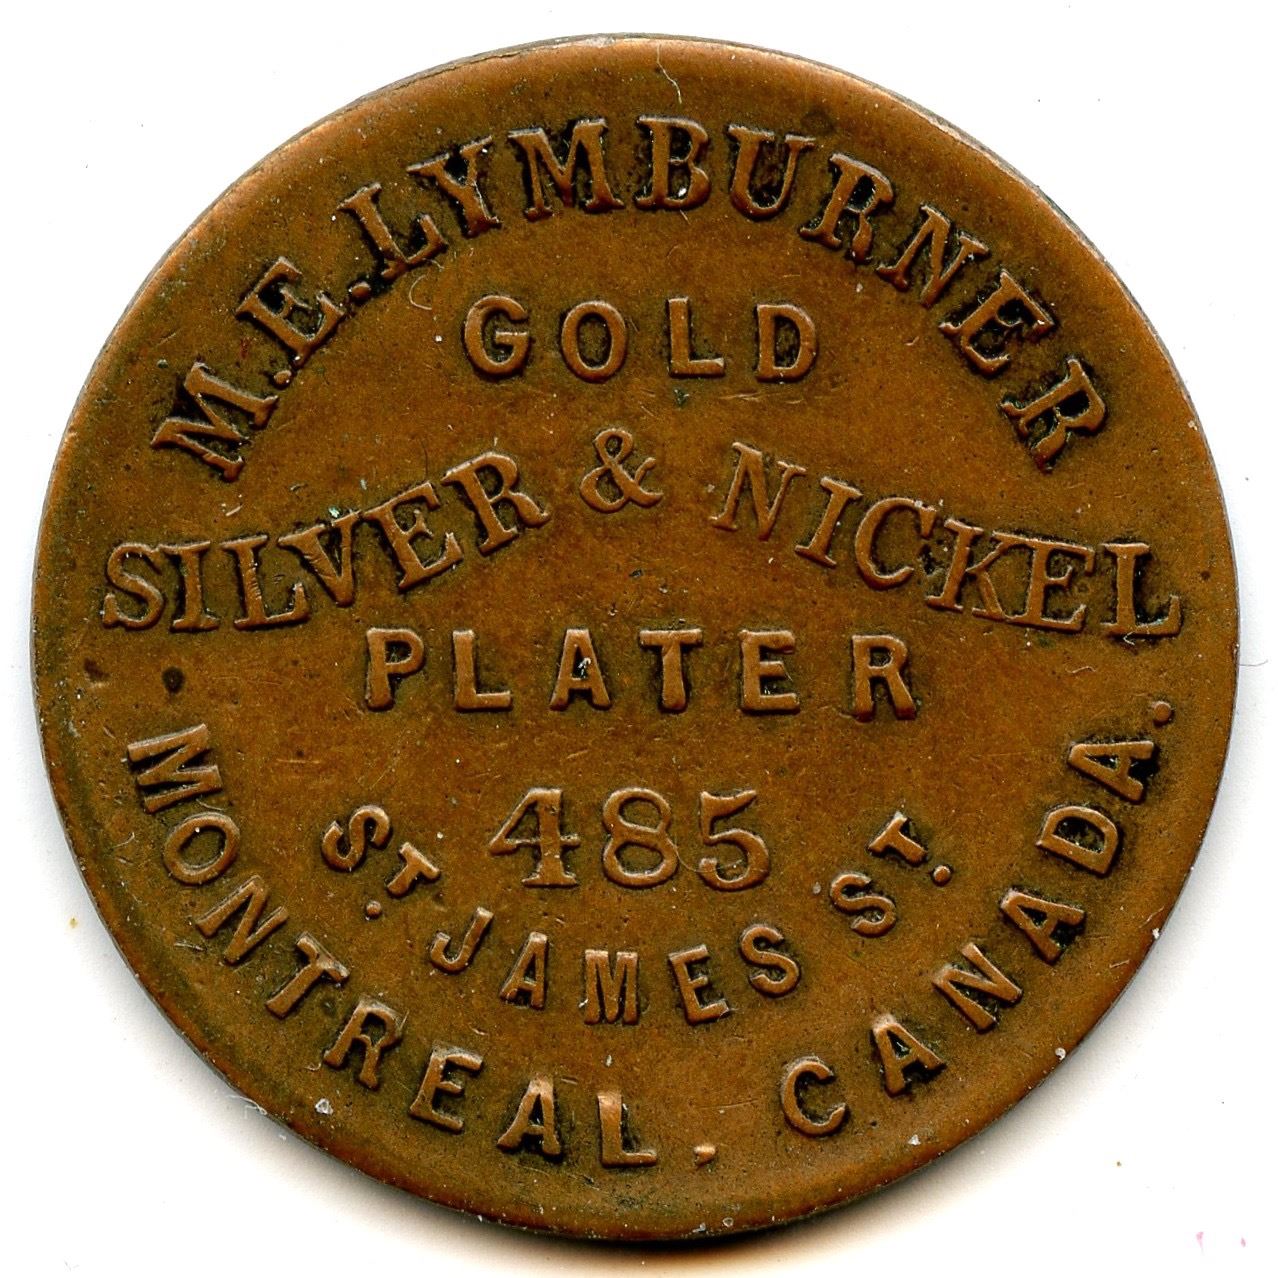 M.E.LYMBURNER
GOLD
SILVER & NICKEL
PLATER
485
ST. JAMES ST.
MONTREAL, CANADA.